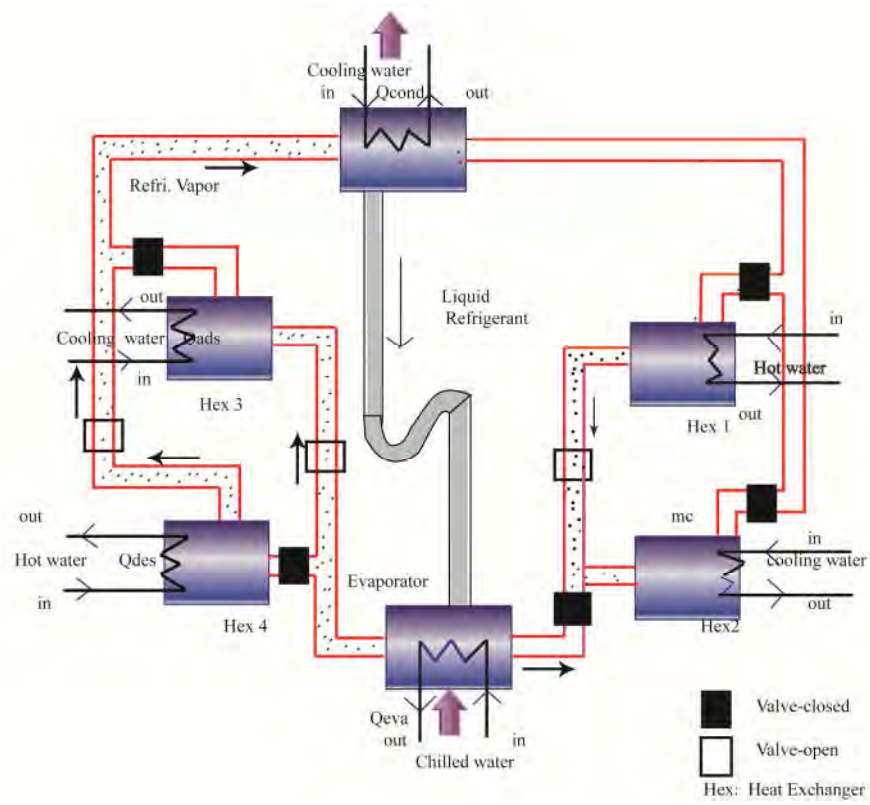 Cooling water
in
Qcond
out
Refri. Vapor
Liquid
Refrigerant
out
Cooling water
Qads
in
Hex 3
in
Hot water
out
Hex 1
out
Hot water
Qdes
in
Hex 4
mc
in
cooling water
out
Hex2
Evaporator
Qeva
out
in
Chilled water
Valve-closed
Valve-open
Hex: Heat Exchanger